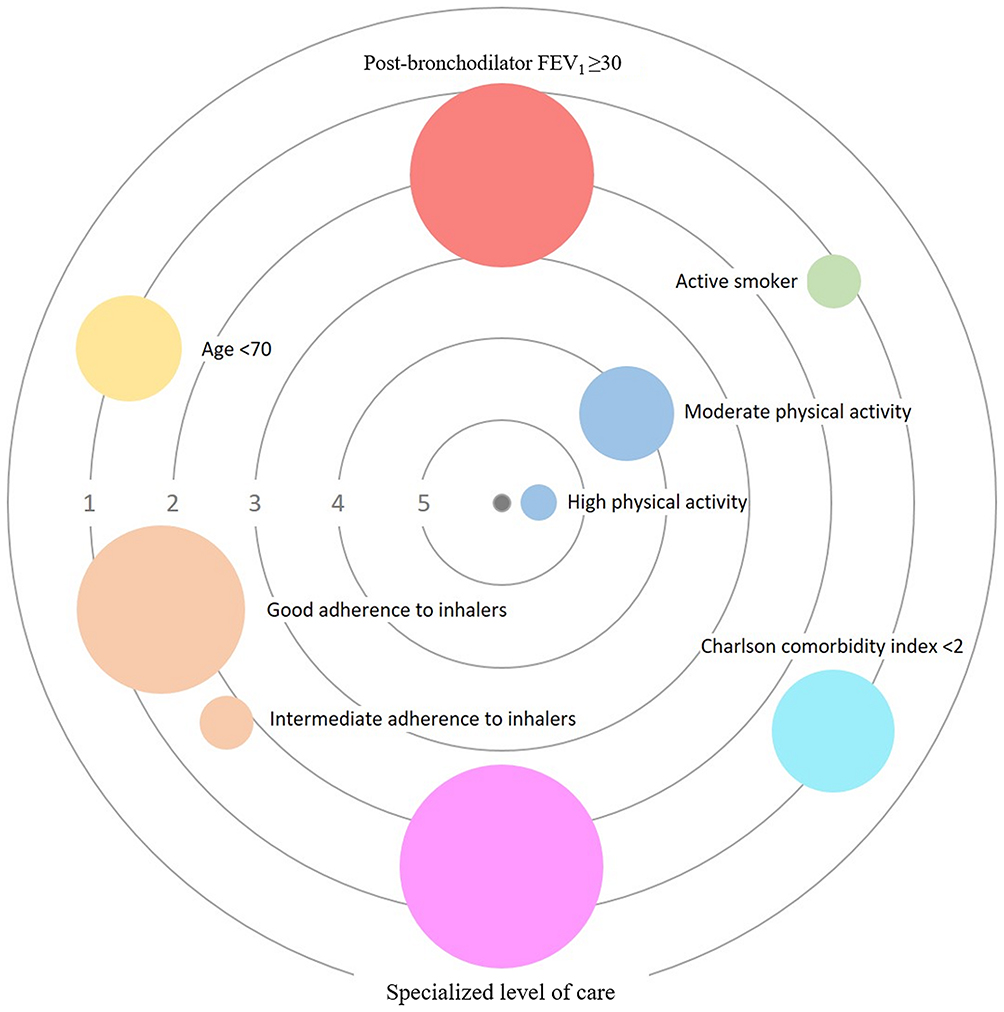 Post-bronchodilator FEV₁ ≥30
Active smoker
Age <70
Moderate physical activity
1 2 3 4 5
High physical activity
Good adherence to inhalers
Charlson comorbidity index <2
Intermediate adherence to inhalers
Specialized level of care